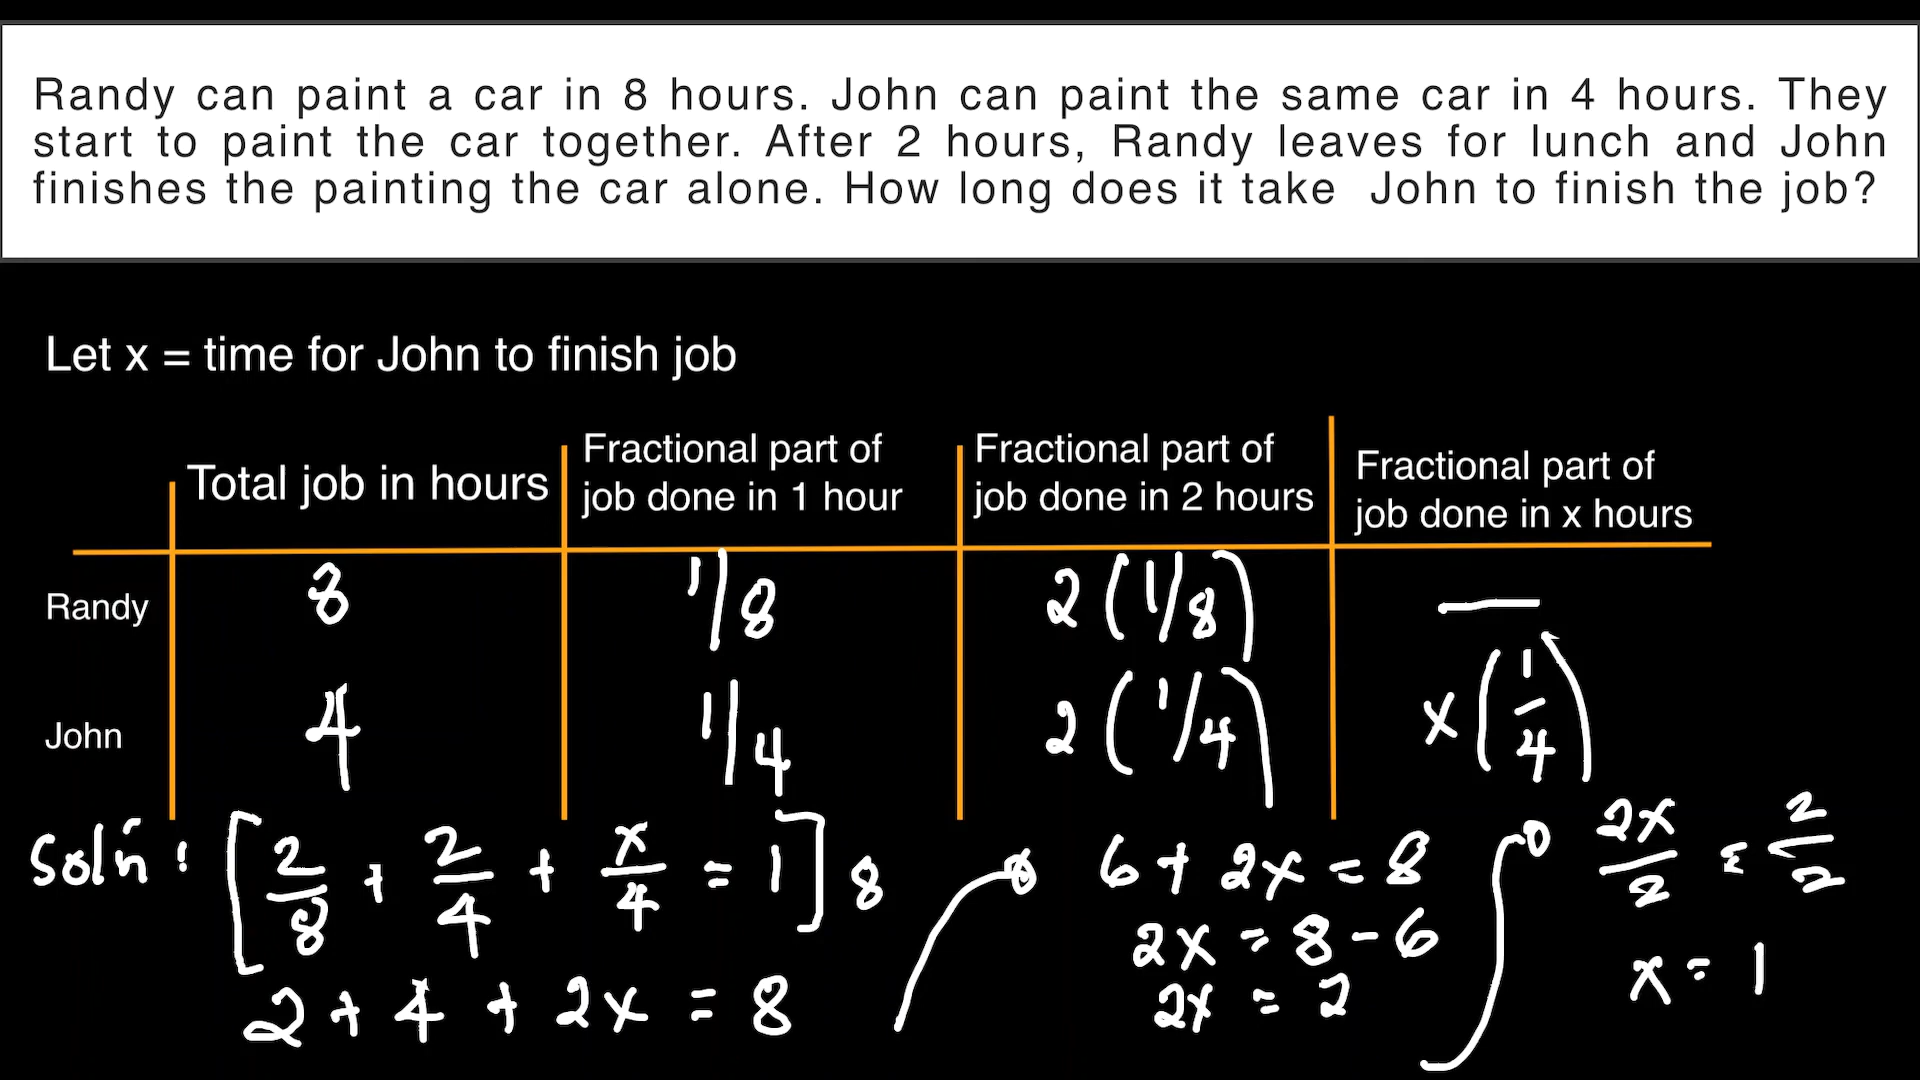 Randy can paint a car in 8 hours. John can paint the same car in 4 hours. They
start to paint the car together. After 2 hours, Randy leaves for lunch and John
finishes the painting the car alone. How long does it take John to finish the job?
Let x = time for John to finish job
Total job in hours
Fractional part of
job done in 1 hour
Fractional part of
job done in 2 hours
Fractional part of
job done in x hours
Randy 8 1/8 2(1/8) —
John 4 1/4 2(1/4) x(1/4)
Sol'n: [2/8 + 2/4 + x/4 = 1] 8
2 + 4 + 2x = 8
6 + 2x = 8
2x = 8 - 6
2x = 2
2x/2 = 2/2
x = 1